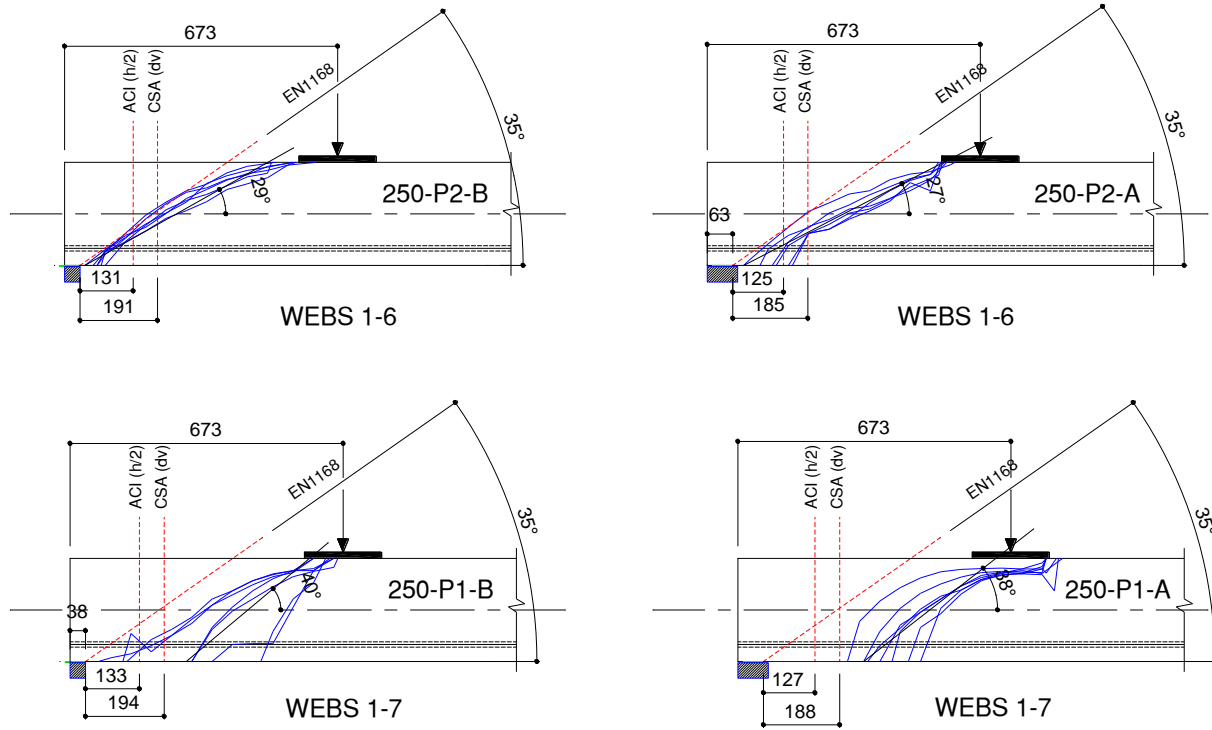 673
ACI (h/2)
CSA (dv)
EN1168
35°
29°
250-P2-B
131
191
WEBS 1-6
673
ACI (h/2)
CSA (dv)
EN1168
35°
27°
250-P2-A
63
125
185
WEBS 1-6
673
ACI (h/2)
CSA (dv)
EN1168
35°
40°
250-P1-B
38
133
194
WEBS 1-7
673
ACI (h/2)
CSA (dv)
EN1168
35°
38°
250-P1-A
127
188
WEBS 1-7